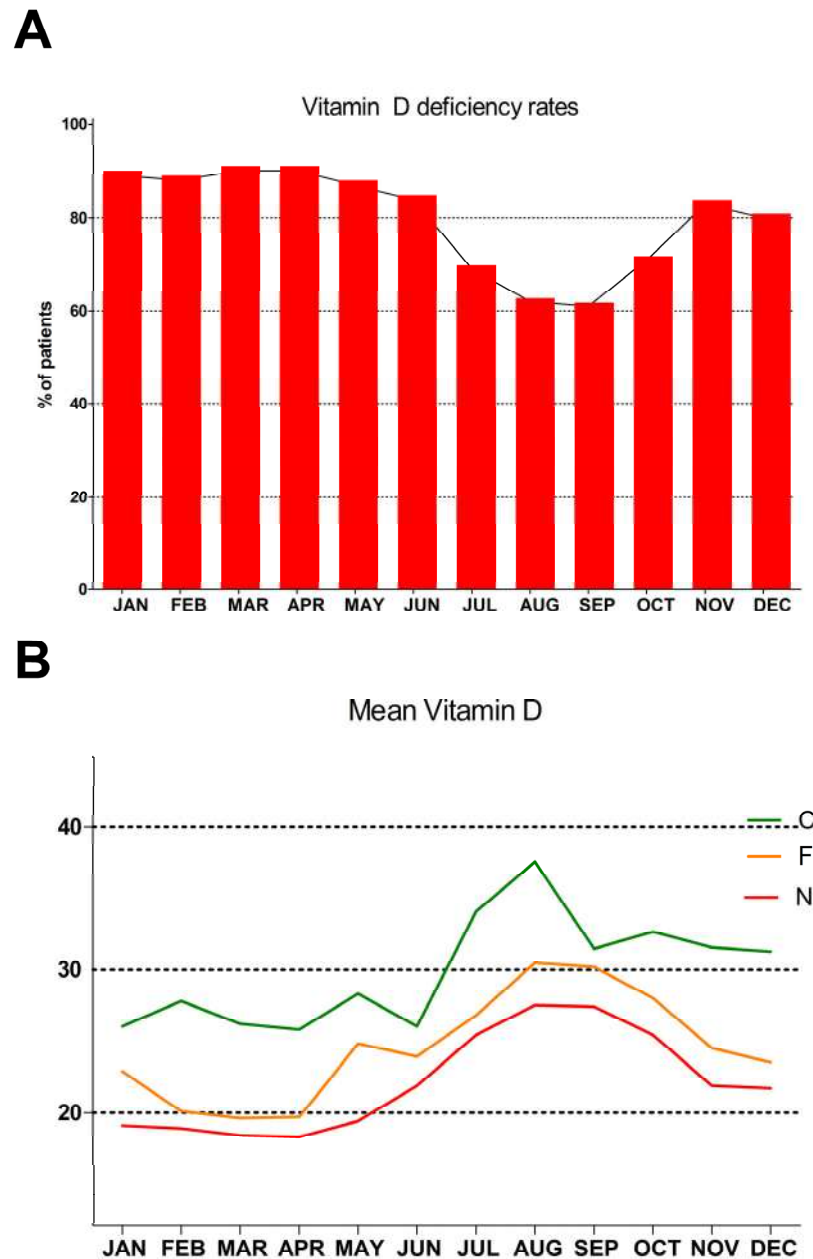 A
Vitamin D deficiency rates
100
80
60
40
20
0
% of patients
JAN FEB MAR APR MAY JUN JUL AUG SEP OCT NOV DEC
B
Mean Vitamin D
40
30
20
F
N
JAN FEB MAR APR MAY JUN JUL AUG SEP OCT NOV DEC